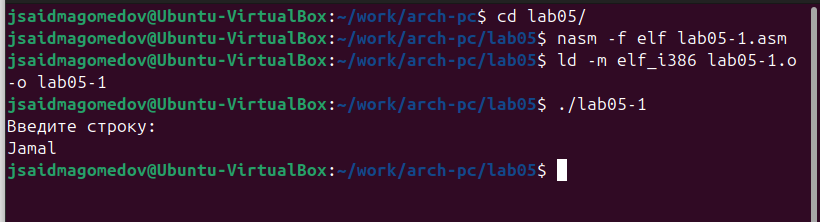 jsaidmagomedov@Ubuntu-VirtualBox:~/work/arch-pc$ cd lab05/
jsaidmagomedov@Ubuntu-VirtualBox:~/work/arch-pc/lab05$ nasm -f elf lab05-1.asm
jsaidmagomedov@Ubuntu-VirtualBox:~/work/arch-pc/lab05$ ld -m elf_i386 lab05-1.o
-o lab05-1
jsaidmagomedov@Ubuntu-VirtualBox:~/work/arch-pc/lab05$ ./lab05-1
Введите строку:
Jamal
jsaidmagomedov@Ubuntu-VirtualBox:~/work/arch-pc/lab05$